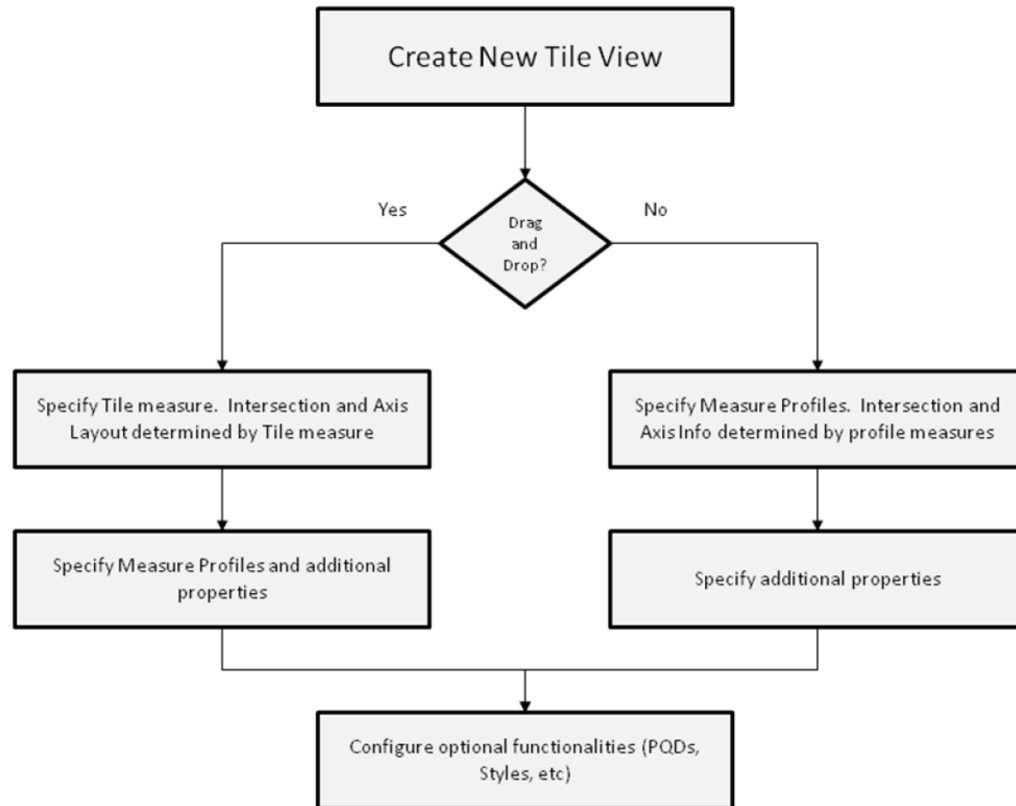 Create New Tile View
Yes
No
Drag
and
Drop?
Specify Tile measure.  Intersection and Axis
Layout determined by Tile measure
Specify Measure Profiles.  Intersection and
Axis Info determined by profile measures
Specify Measure Profiles and additional
properties
Specify additional properties
Configure optional functionalities (PQDs,
Styles, etc)